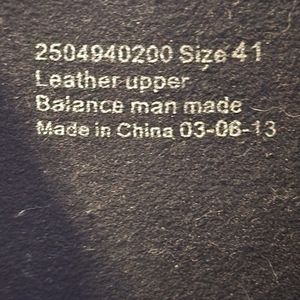 2504940200 Size 41
Leather upper
Balance man made
Made in China 03-06-13